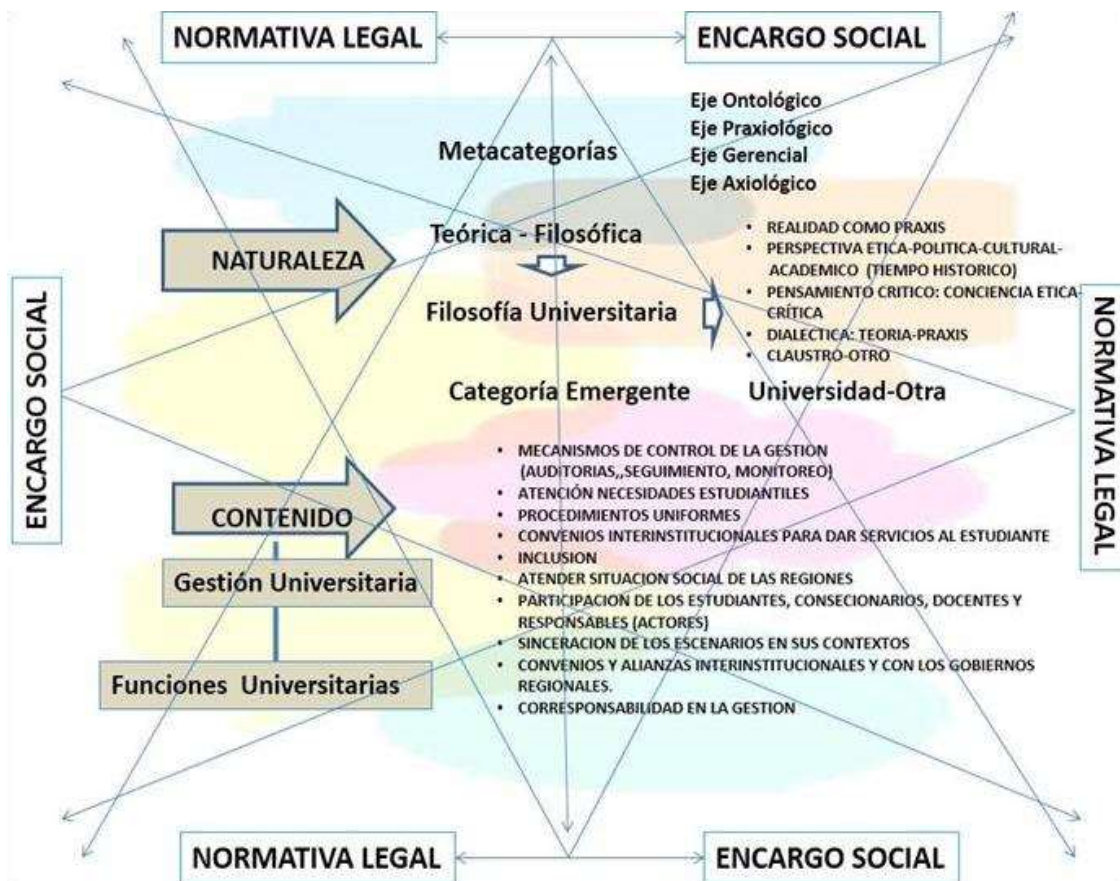 NORMATIVA LEGAL
ENCARGO SOCIAL
Eje Ontológico
Eje Praxiológico
Eje Gerencial
Eje Axiológico
Metacategorías
NATURALEZA
Teórica - Filosófica
Filosofía Universitaria
• REALIDAD COMO PRAXIS
• PERSPECTIVA ETICA-POLITICA-CULTURAL-
ACADEMICO (TIEMPO HISTORICO)
• PENSAMIENTO CRITICO: CONCIENCIA ETICA-
CRÍTICA
• DIALECTICA: TEORIA-PRAXIS
• CLAUSTRO-OTRO
ENCARGO SOCIAL
NORMATIVA LEGAL
Categoría Emergente
Universidad-Otra
CONTENIDO
Gestión Universitaria
Funciones Universitarias
• MECANISMOS DE CONTROL DE LA GESTION
(AUDITORIAS,,SEGUIMIENTO, MONITOREO)
• ATENCIÓN NECESIDADES ESTUDIANTILES
• PROCEDIMIENTOS UNIFORMES
• CONVENIOS INTERINSTITUCIONALES PARA DAR SERVICIOS AL ESTUDIANTE
• INCLUSION
• ATENDER SITUACION SOCIAL DE LAS REGIONES
• PARTICIPACION DE LOS ESTUDIANTES, CONSECIONARIOS, DOCENTES Y
RESPONSABLES (ACTORES)
• SINCERACION DE LOS ESCENARIOS EN SUS CONTEXTOS
• CONVENIOS Y ALIANZAS INTERINSTITUCIONALES Y CON LOS GOBIERNOS
REGIONALES.
• CORRESPONSABILIDAD EN LA GESTION
NORMATIVA LEGAL
ENCARGO SOCIAL